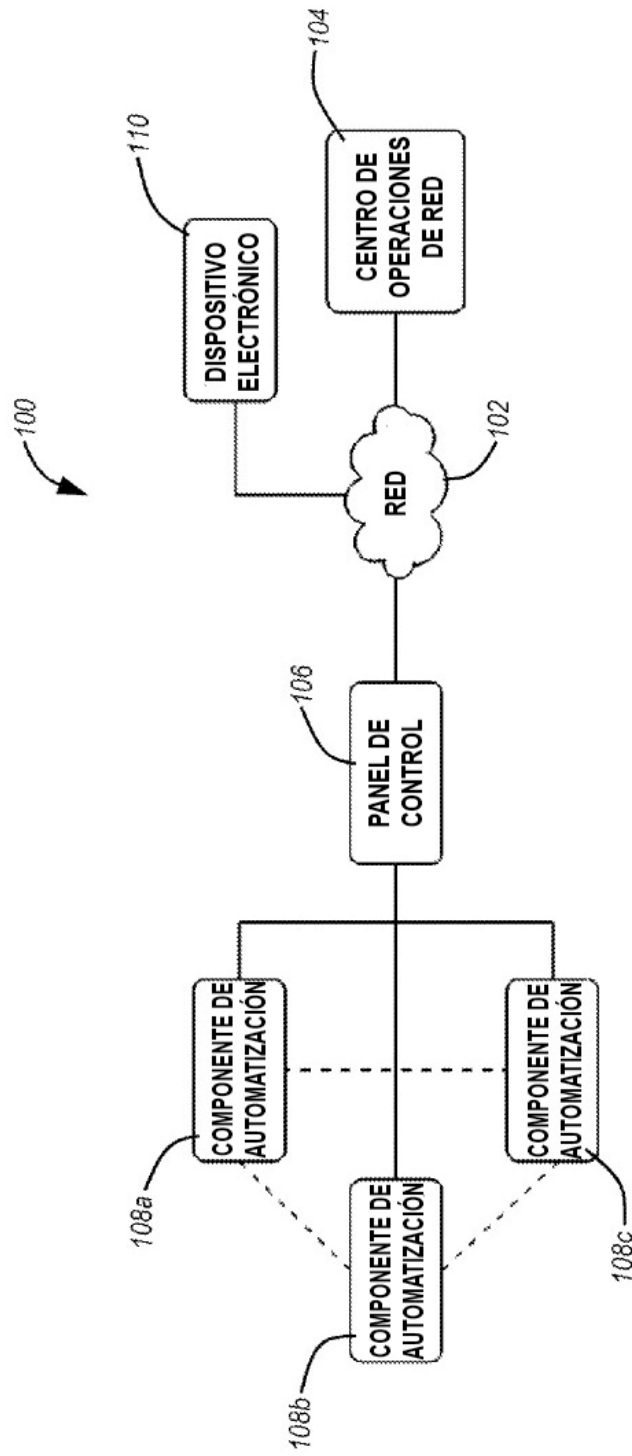 100
110
DISPOSITIVO
ELECTRÓNICO
104
CENTRO DE
OPERACIONES
DE RED
RED
102
106
PANEL DE
CONTROL
108a
COMPONENTE DE
AUTOMATIZACIÓN
108b
COMPONENTE DE
AUTOMATIZACIÓN
108c
COMPONENTE DE
AUTOMATIZACIÓN